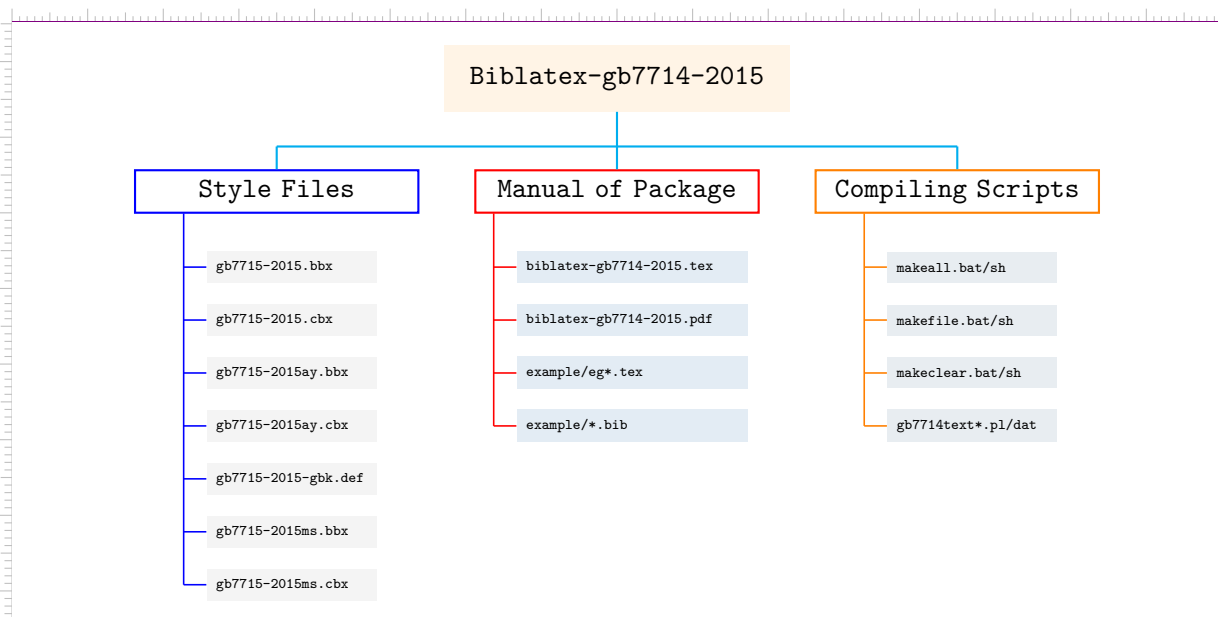 Biblatex-gb7714-2015
Style Files
gb7715-2015.bbx
gb7715-2015.cbx
gb7715-2015ay.bbx
gb7715-2015ay.cbx
gb7715-2015-gbk.def
gb7715-2015ms.bbx
gb7715-2015ms.cbx
Manual of Package
biblatex-gb7714-2015.tex
biblatex-gb7714-2015.pdf
example/eg*.tex
example/*.bib
Compiling Scripts
makeall.bat/sh
makefile.bat/sh
makeclear.bat/sh
gb7714text*.pl/dat